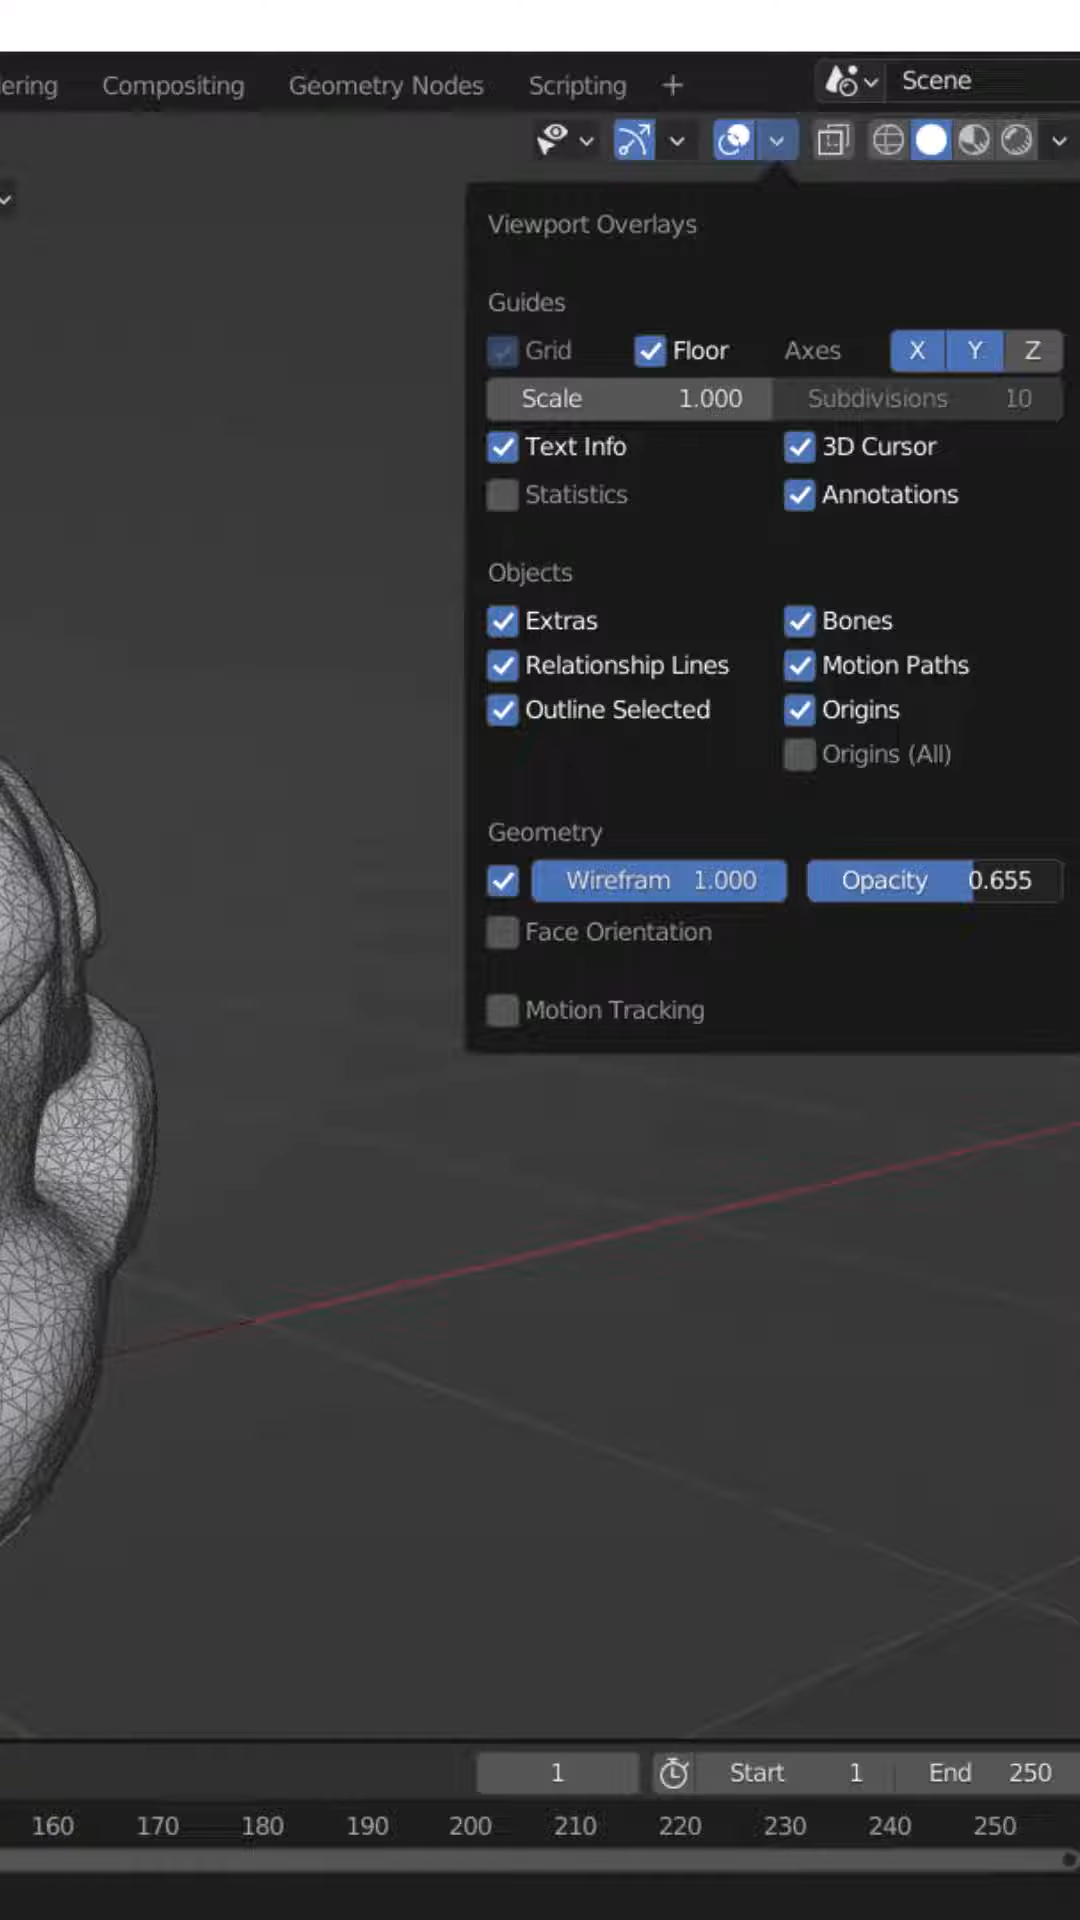 ering Compositing Geometry Nodes Scripting + Scene
Viewport Overlays
Guides
Grid Floor Axes X Y Z
Scale 1.000 Subdivisions 10
Text Info 3D Cursor
Statistics Annotations
Objects
Extras Bones
Relationship Lines Motion Paths
Outline Selected Origins
Origins (All)
Geometry
Wirefram 1.000 Opacity 0.655
Face Orientation
Motion Tracking
1 Start 1 End 250
160 170 180 190 200 210 220 230 240 250